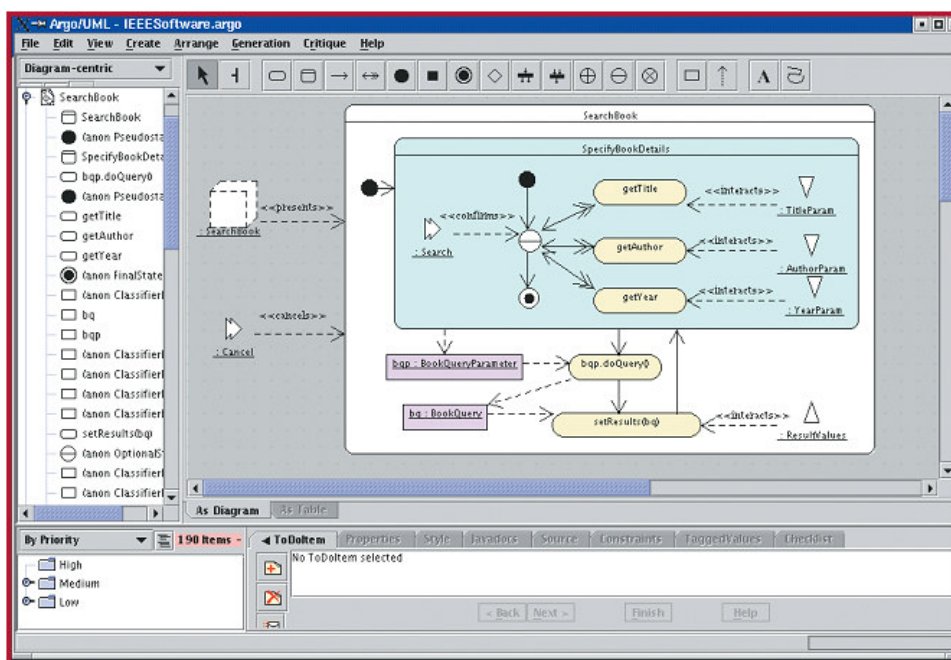 Argo/UML - IEEESoftware.argo
File Edit View Create Arrange Generation Critique Help
Diagram-centric
A
SearchBook
SearchBook
(anon Pseudosta
SpecifyBookDeta
bqp.doQuery()
(anon Pseudosta
getTitle
getAuthor
getYear
(anon FinalState
(anon Classifier
bq
bqp
(anon Classifier
(anon Classifier
(anon Classifier
(anon Classifier
setResults(bq)
(anon OptionalS
(anon Classifier
(anon Classifier
SearchBook
SpecifyBookDetails
<<presents>>
: SearchBook
<<cancels>>
: Cancel
<<confirms>>
: Search
getTitle
<<interacts>>
: TitleParam
getAuthor
<<interacts>>
: AuthorParam
getYear
<<interacts>>
: YearParam
bqp : BookQueryParameter
bqp.doQuery()
bq : BookQuery
setResults(bq)
<<interacts>>
: ResultValues
As Diagram As Table
By Priority
190 Items -
High
Medium
Low
ToDoItem Properties Style Javadocs Source Constraints TaggedValues Checklist
No ToDoItem selected
< Back Next > Finish Help